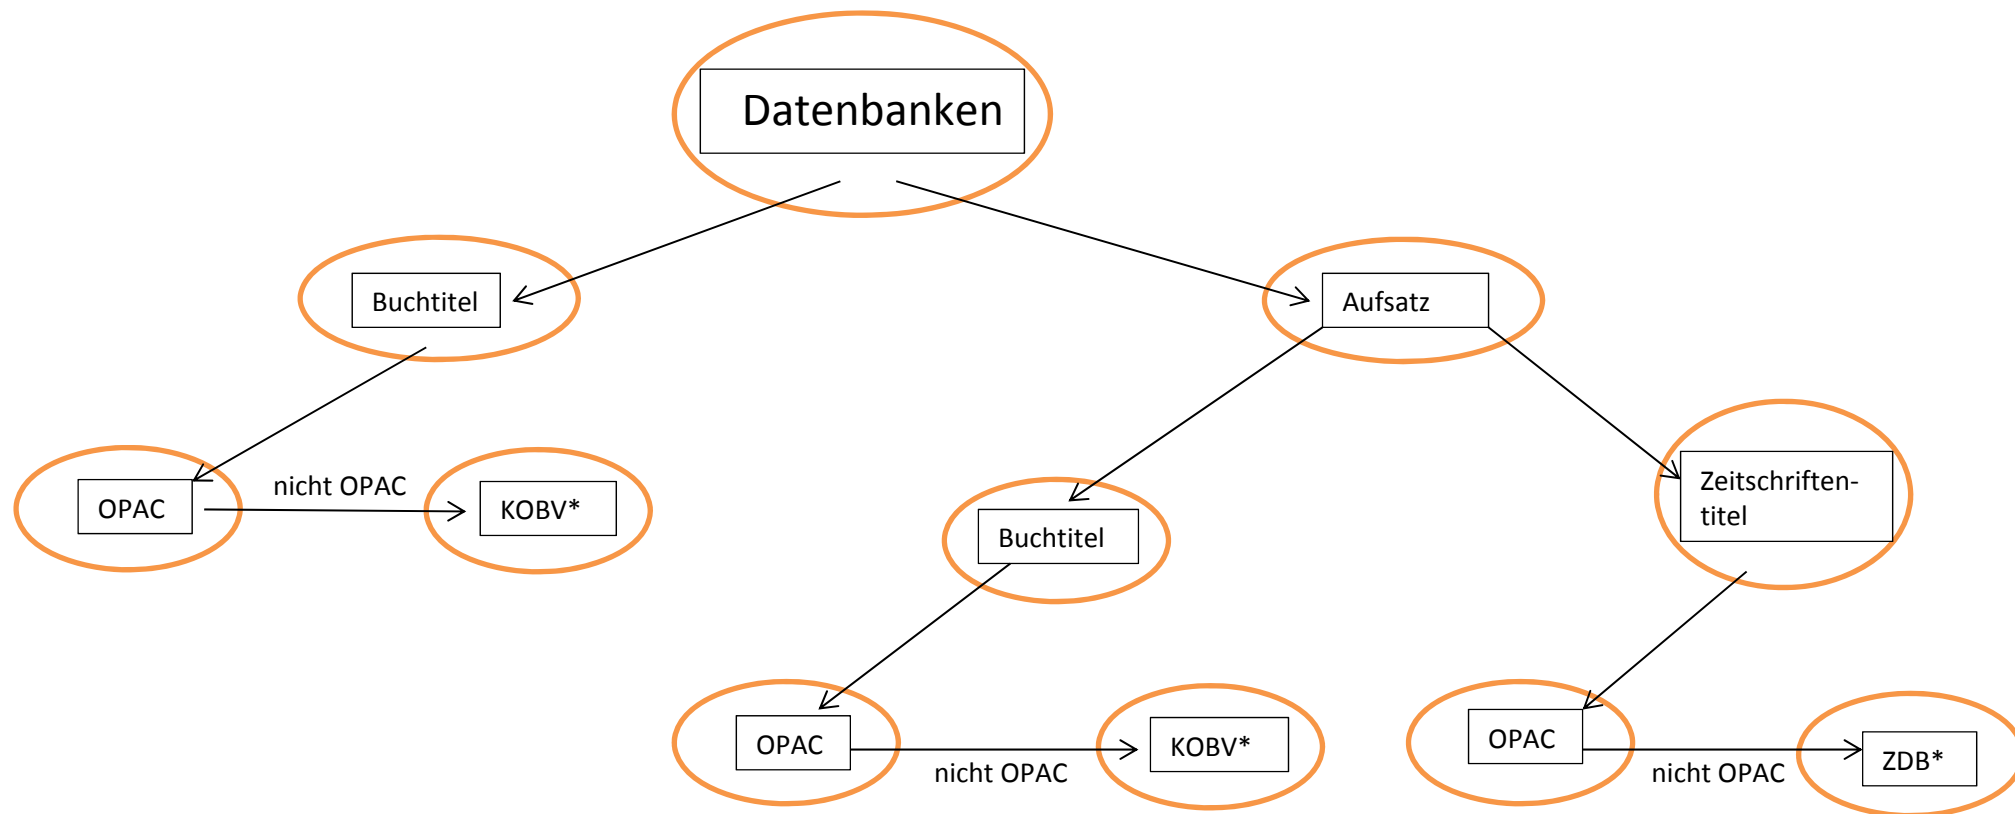 Datenbanken
Buchtitel
Aufsatz
OPAC
nicht OPAC
KOBV*
Buchtitel
Zeitschriften-
titel
OPAC
nicht OPAC
KOBV*
OPAC
nicht OPAC
ZDB*